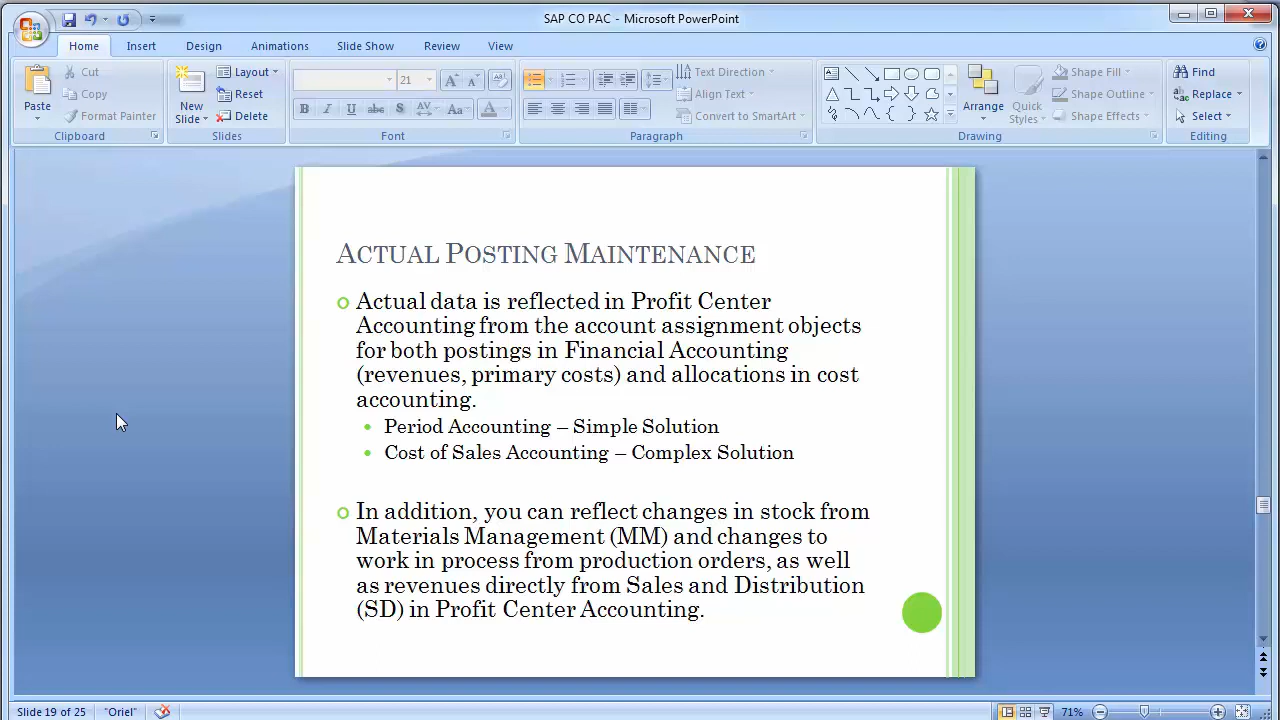 SAP CO PAC - Microsoft PowerPoint
Home Insert Design Animations Slide Show Review View
Cut Layout 21 Text Direction Shape Fill Find
Copy Reset Align Text Shape Outline Replace
Paste Format Painter New Slide Delete B I U abc S AV Aa A Convert to SmartArt Arrange Quick Styles Shape Effects Select
Clipboard Slides Font Paragraph Drawing Editing
ACTUAL POSTING MAINTENANCE
Actual data is reflected in Profit Center
Accounting from the account assignment objects
for both postings in Financial Accounting
(revenues, primary costs) and allocations in cost
accounting.
Period Accounting – Simple Solution
Cost of Sales Accounting – Complex Solution
In addition, you can reflect changes in stock from
Materials Management (MM) and changes to
work in process from production orders, as well
as revenues directly from Sales and Distribution
(SD) in Profit Center Accounting.
Slide 19 of 25 "Oriel" 71%